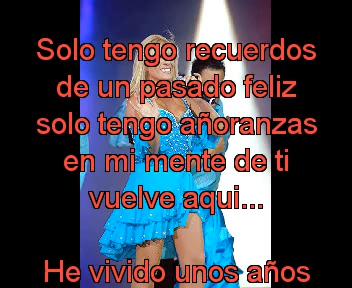 Solo tengo recuerdos
de un pasado feliz
solo tengo añoranzas
en mi mente de ti
vuelve aqui...
He vivido unos años